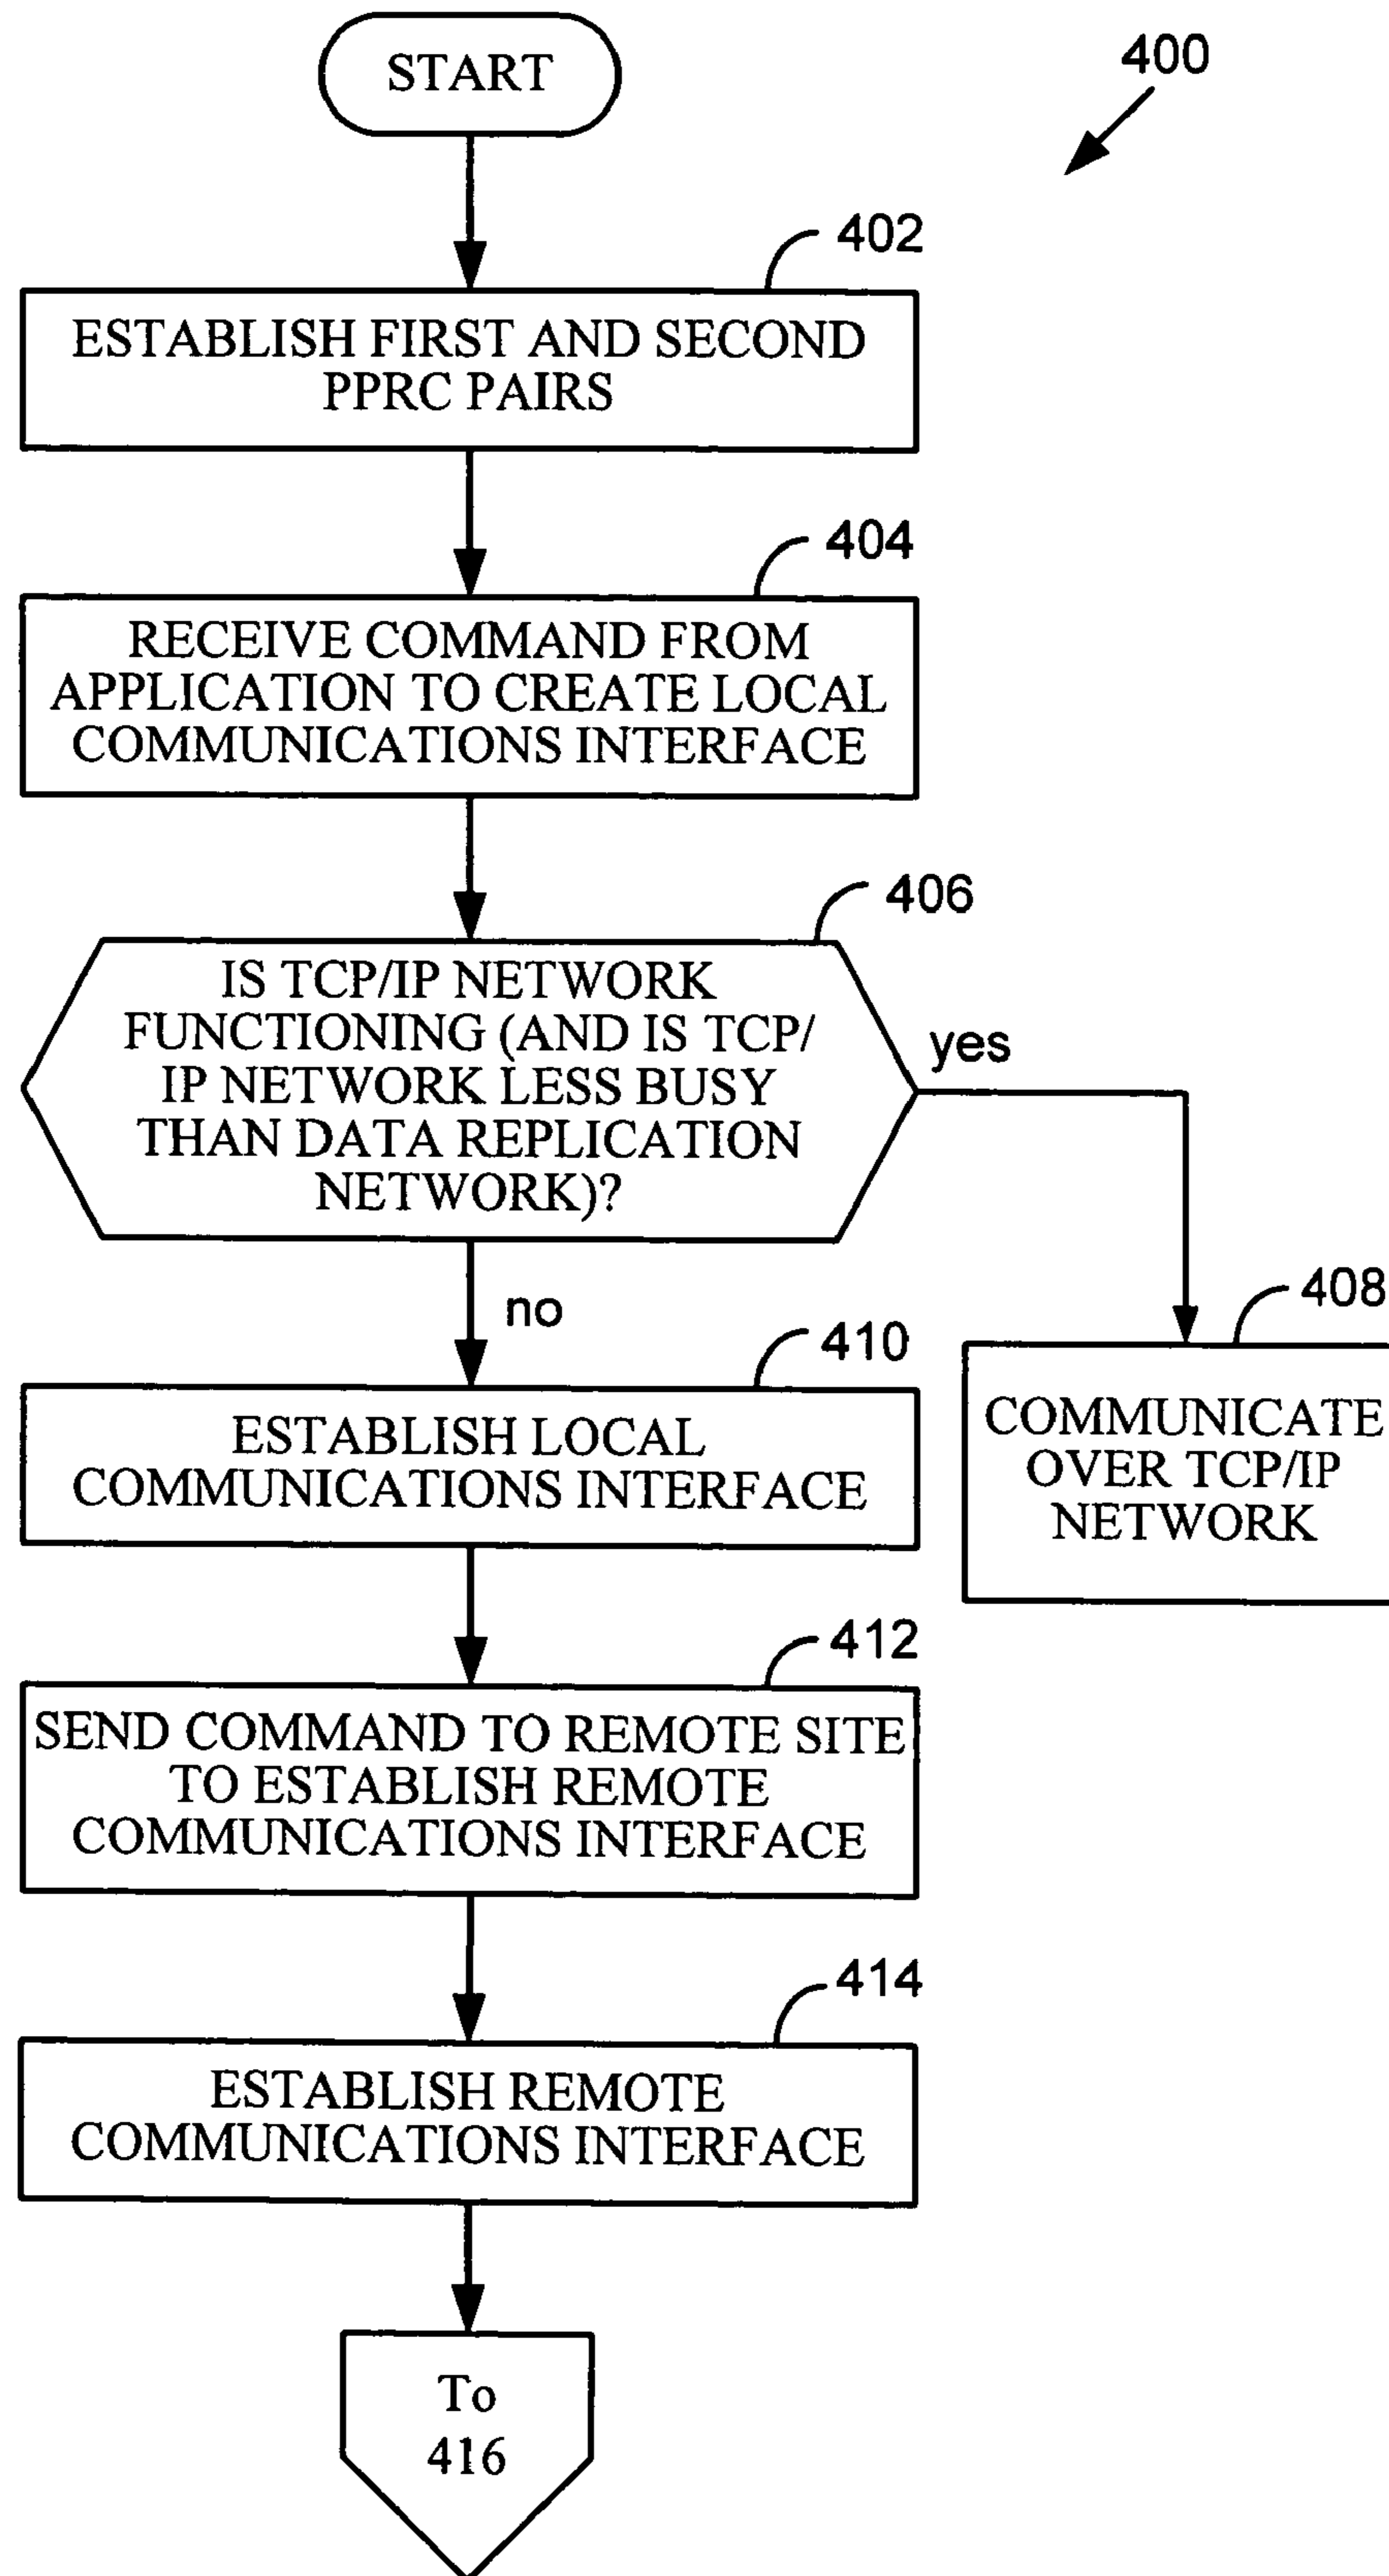 START
400
402
ESTABLISH FIRST AND SECOND
PPRC PAIRS
404
RECEIVE COMMAND FROM
APPLICATION TO CREATE LOCAL
COMMUNICATIONS INTERFACE
406
IS TCP/IP NETWORK
FUNCTIONING (AND IS TCP/
IP NETWORK LESS BUSY
THAN DATA REPLICATION
NETWORK)?
yes
no
408
COMMUNICATE
OVER TCP/IP
NETWORK
410
ESTABLISH LOCAL
COMMUNICATIONS INTERFACE
412
SEND COMMAND TO REMOTE SITE
TO ESTABLISH REMOTE
COMMUNICATIONS INTERFACE
414
ESTABLISH REMOTE
COMMUNICATIONS INTERFACE
To
416